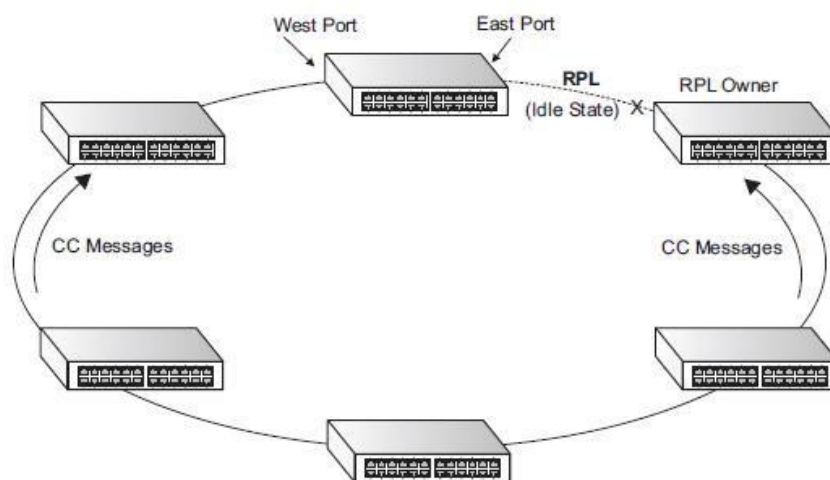 West Port
East Port
RPL
(Idle State)
X
RPL Owner
CC Messages
CC Messages